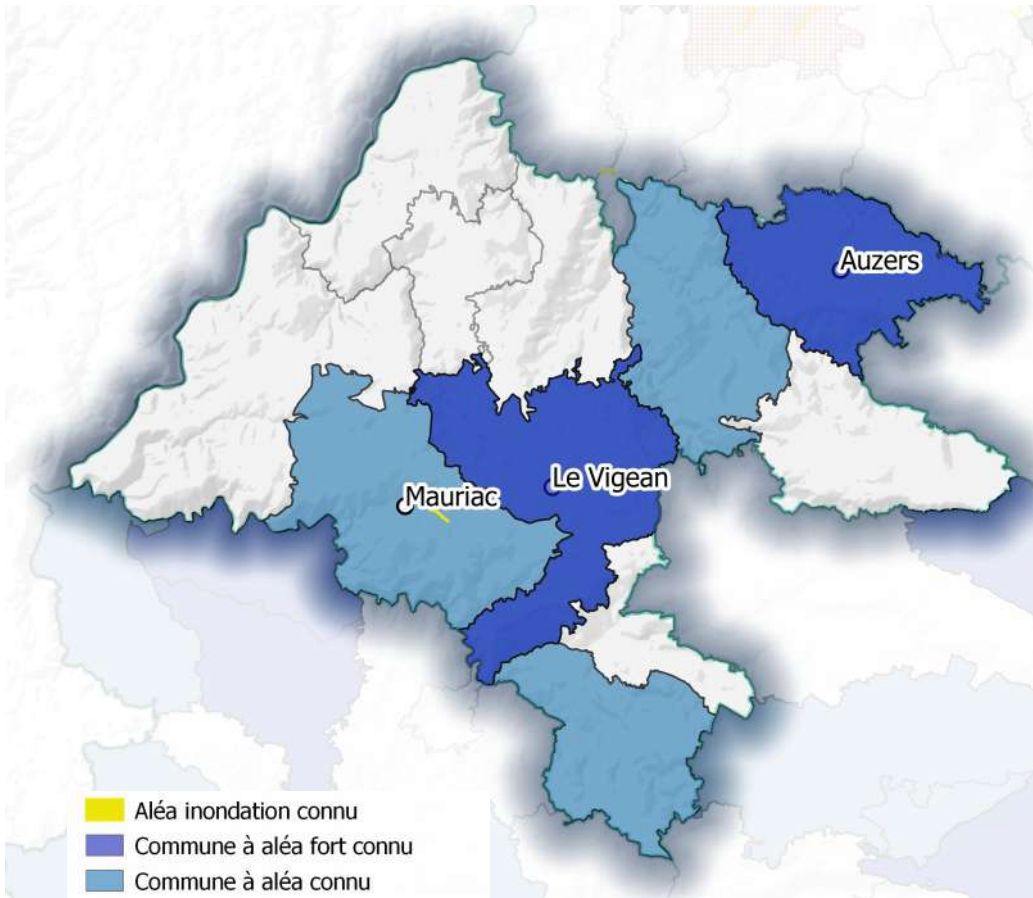 Auzers
Le Vigean
Mauriac
Aléa inondation connu
Commune à aléa fort connu
Commune à aléa connu